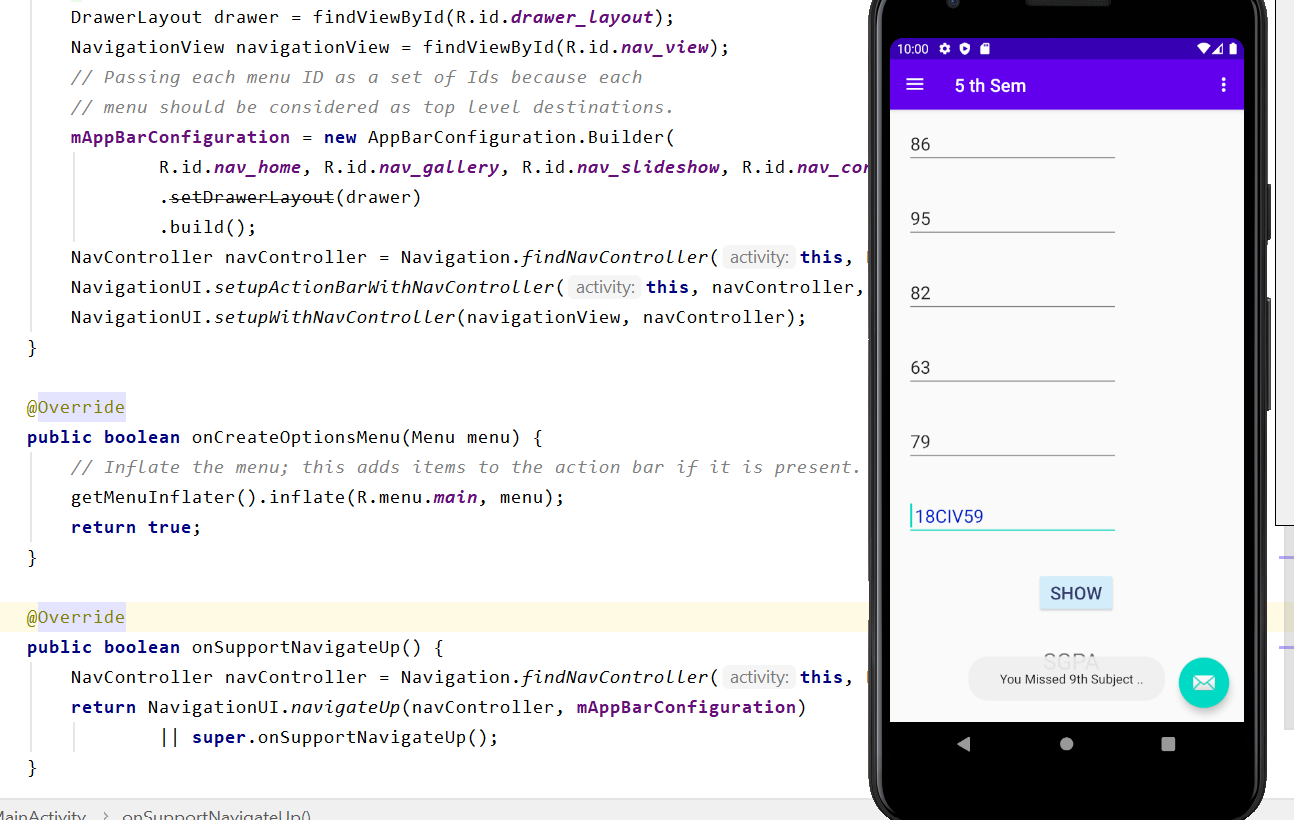 DrawerLayout drawer = findViewById(R.id.drawer_layout);
NavigationView navigationView = findViewById(R.id.nav_view);
// Passing each menu ID as a set of Ids because each
// menu should be considered as top level destinations.
mAppBarConfiguration = new AppBarConfiguration.Builder(
R.id.nav_home, R.id.nav_gallery, R.id.nav_slideshow, R.id.nav_con
.setDrawerLayout(drawer)
.build();
NavController navController = Navigation.findNavController( activity: this,
NavigationUI.setupActionBarWithNavController( activity: this, navController,
NavigationUI.setupWithNavController(navigationView, navController);
}
@Override
public boolean onCreateOptionsMenu(Menu menu) {
// Inflate the menu; this adds items to the action bar if it is present.
getMenuInflater().inflate(R.menu.main, menu);
return true;
}
@Override
public boolean onSupportNavigateUp() {
NavController navController = Navigation.findNavController( activity: this,
return NavigationUI.navigateUp(navController, mAppBarConfiguration)
|| super.onSupportNavigateUp();
}
MainActivity > onSupportNavigateUp()
10:00
5 th Sem
86
95
82
63
79
18CIV59
SHOW
SGPA
You Missed 9th Subject ..